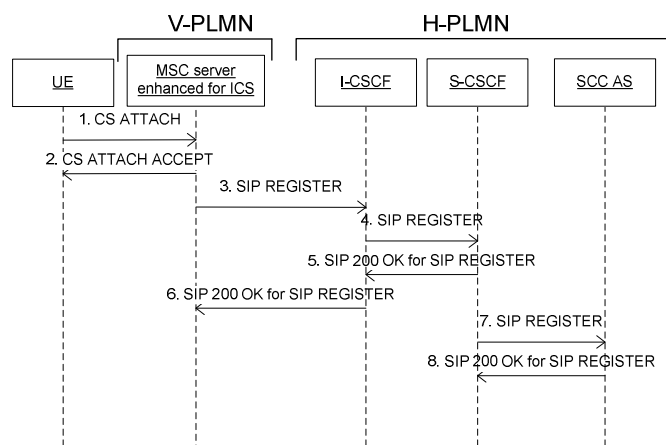 V-PLMN
H-PLMN
UE
MSC server
enhanced for ICS
I-CSCF
S-CSCF
SCC AS
1. CS ATTACH
2. CS ATTACH ACCEPT
3. SIP REGISTER
4. SIP REGISTER
5. SIP 200 OK for SIP REGISTER
6. SIP 200 OK for SIP REGISTER
7. SIP REGISTER
8. SIP 200 OK for SIP REGISTER